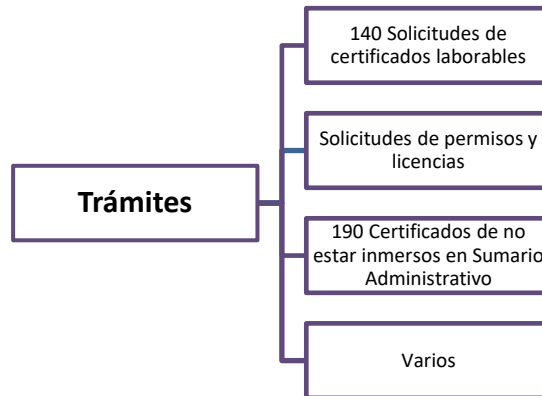 140 Solicitudes de
certificados laborables
Solicitudes de permisos y
licencias
Trámites
190 Certificados de no
estar inmersos en Sumario
Administrativo
Varios